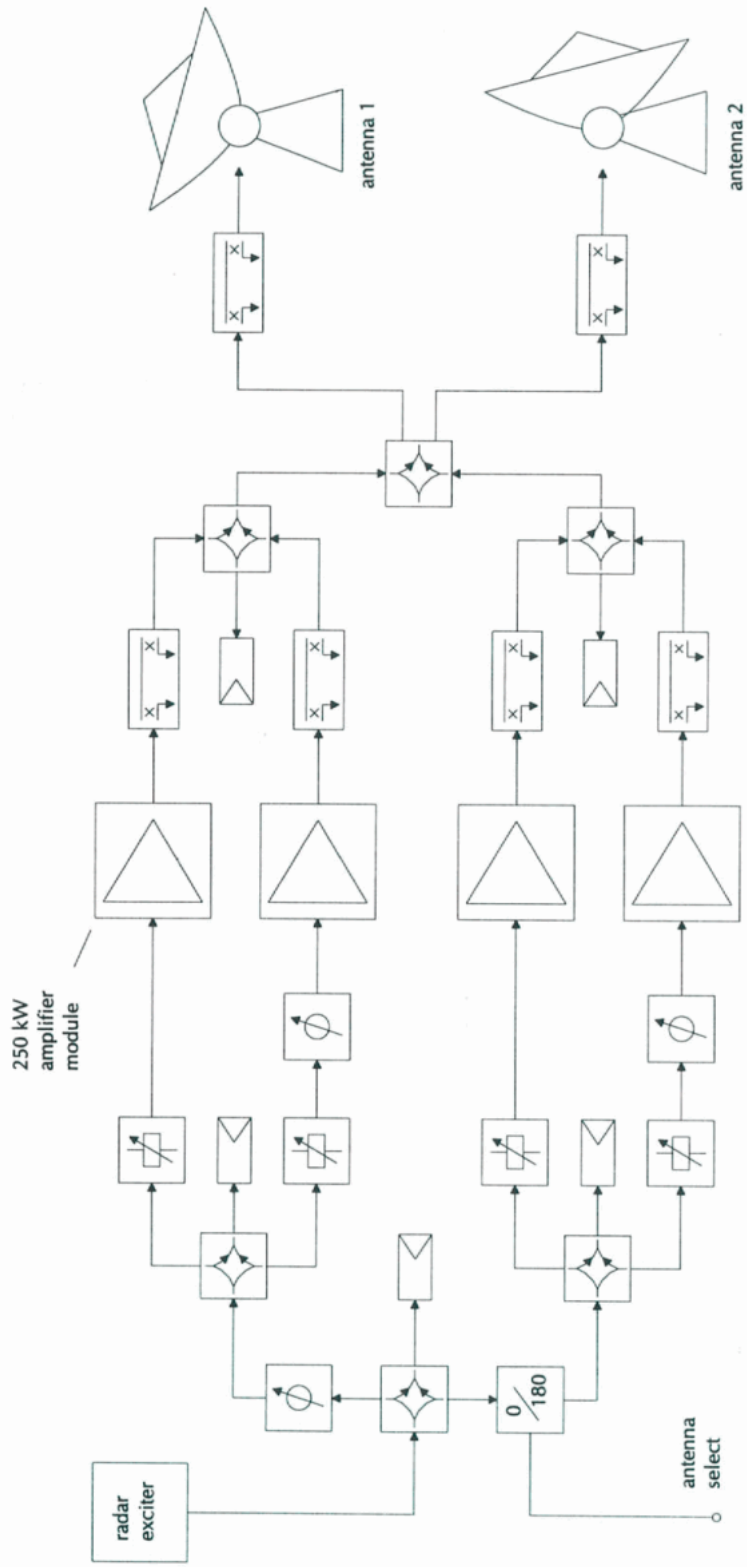 radar
exciter
antenna
select
0/180
250 kW
amplifier
module
antenna 1
antenna 2